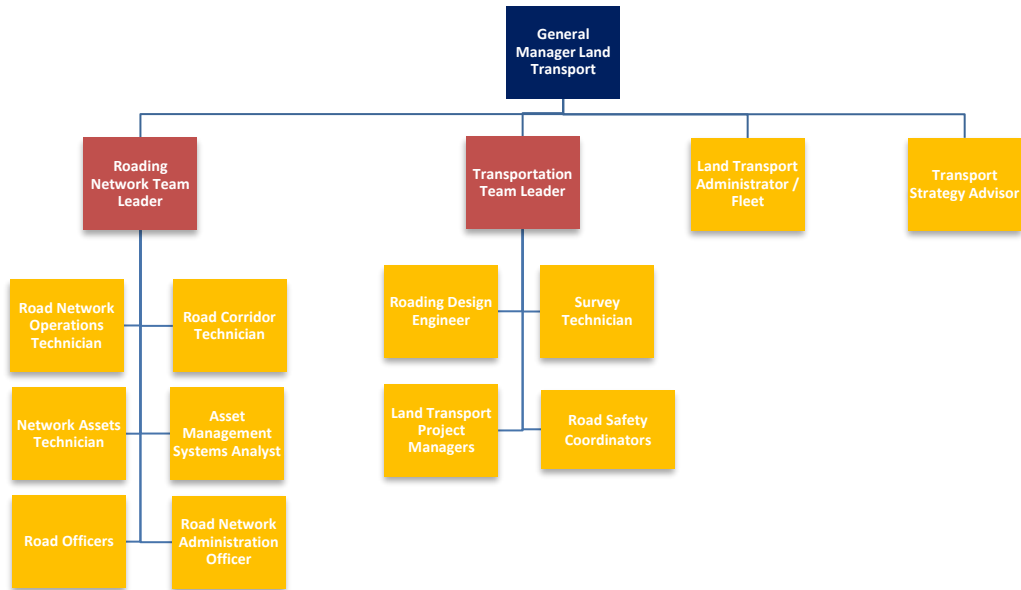 General
Manager Land
Transport
Roading
Network Team
Leader
Transportation
Team Leader
Land Transport
Administrator /
Fleet
Transport
Strategy Advisor
Road Network
Operations
Technician
Road Corridor
Technician
Roading Design
Engineer
Survey
Technician
Network Assets
Technician
Asset
Management
Systems Analyst
Land Transport
Project
Managers
Road Safety
Coordinators
Road Officers
Road Network
Administration
Officer